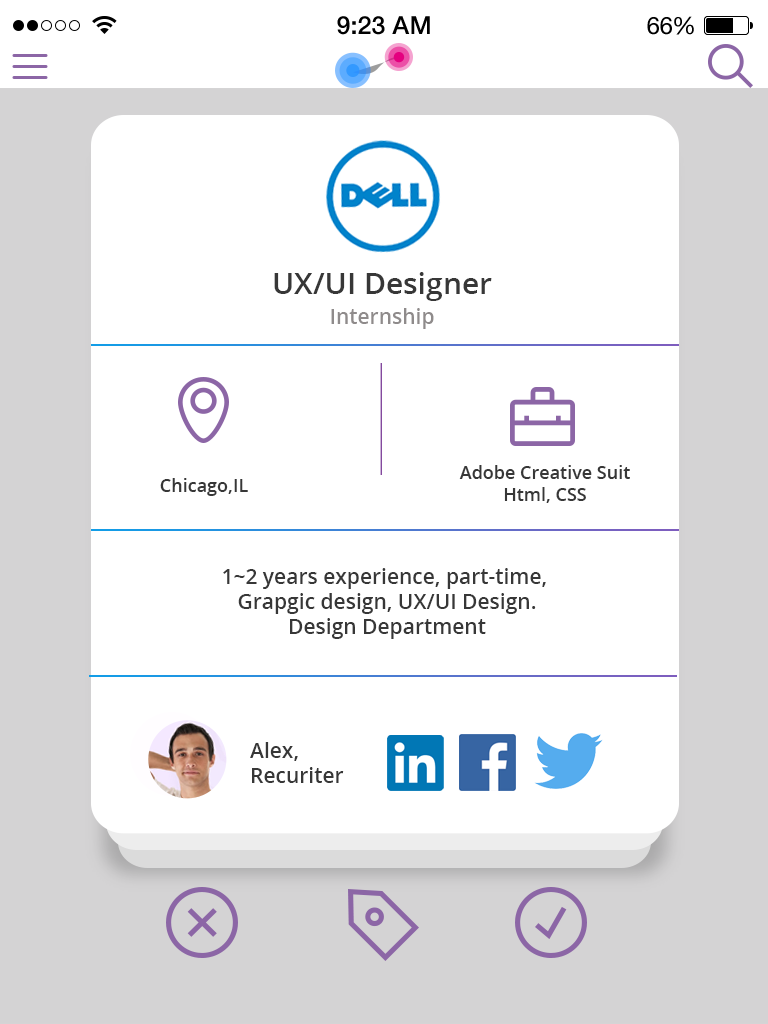 9:23 AM
66%
DELL
UX/UI Designer
Internship
Chicago,IL
Adobe Creative Suit
Html, CSS
1~2 years experience, part-time,
Grapgic design, UX/UI Design.
Design Department
Alex,
Recuriter
in
f